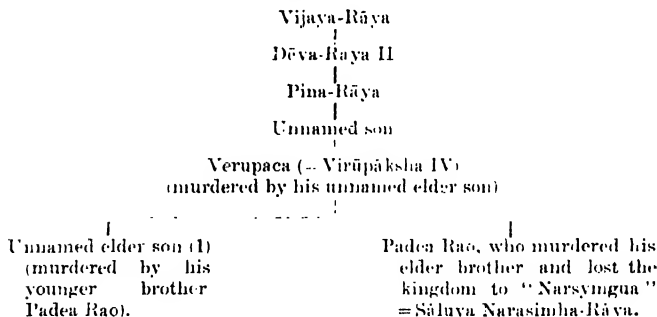 Vijaya-Rāya
Dēva-Raya II
Pina-Rāya
Unnamed son
Verupaca (= Virūpāksha IV)
(murdered by his unnamed elder son)
Unnamed elder son (1)
(murdered by his
younger brother
Padea Rao).
Padea Rao, who murdered his
elder brother and lost the
kingdom to “Narsymgua”
= Sāluva Narasimha-Rāya.